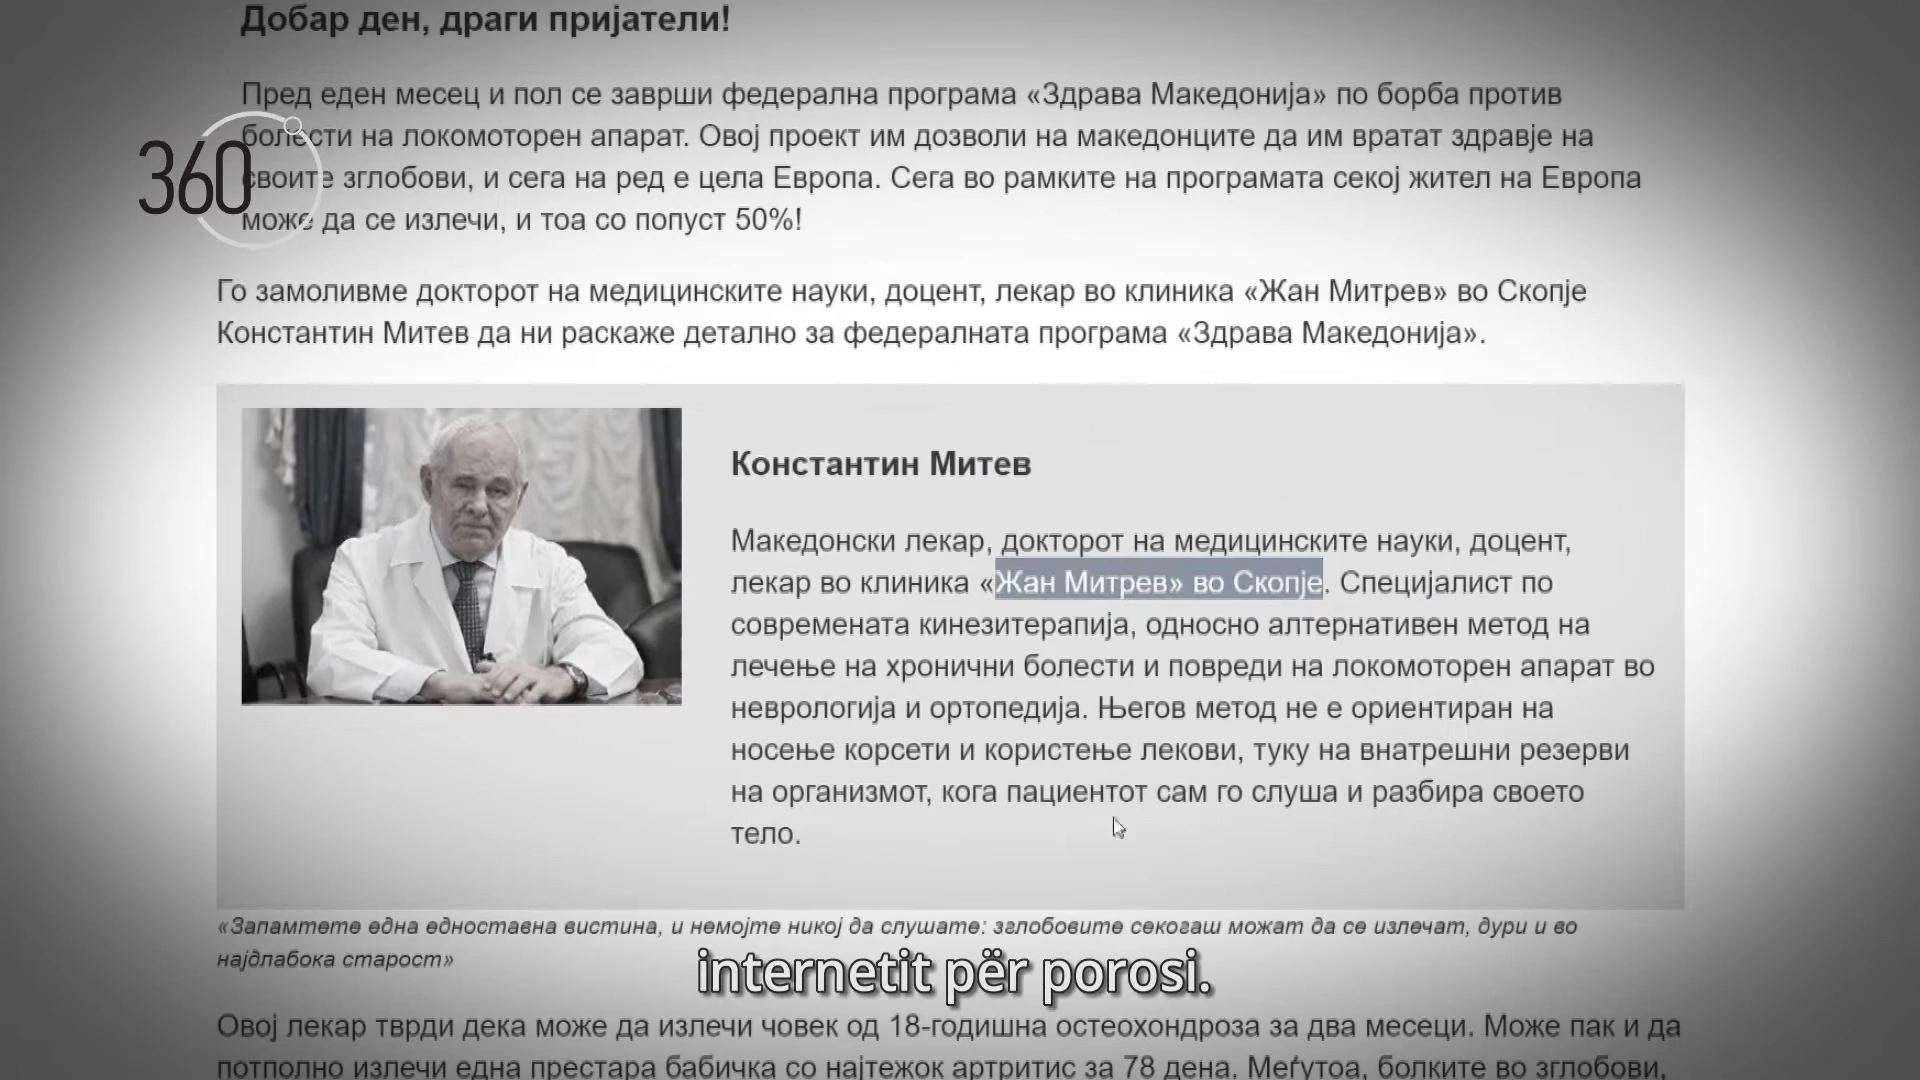 Добар ден, драги пријатели!
Пред еден месец и пол се заврши федерална програма «Здрава Македонија» по борба против
болести на локомоторен апарат. Овој проект им дозволи на македонците да им вратат здравје на
своите зглобови, и сега на ред е цела Европа. Сега во рамките на програмата секој жител на Европа
може да се излечи, и тоа со попуст 50%!
360
Го замоливме докторот на медицинските науки, доцент, лекар во клиника «Жан Митрев» во Скопје
Константин Митев да ни раскаже детално за федералната програма «Здрава Македонија».
Константин Митев
Македонски лекар, докторот на медицинските науки, доцент,
лекар во клиника «Жан Митрев» во Скопје. Специјалист по
современата кинезитерапија, односно алтернативен метод на
лечење на хронични болести и повреди на локомоторен апарат во
неврологија и ортопедија. Његов метод не е ориентиран на
носење корсети и користење лекови, туку на внатрешни резерви
на организмот, кога пациентот сам го слуша и разбира своето
тело.
«Запамтете една едноставна вистина, и немојте никој да слушате: зглобовите секогаш можат да се излечат, дури и во
најдлабока старост»
internetit për porosi.
Овој лекар тврди дека може да излечи човек од 18-годишна остеохондроза за два месеци. Може пак и да
потполно излечи една престара бабичка со најтежок артритис за 78 дена. Меѓутоа, болките во зглобови,